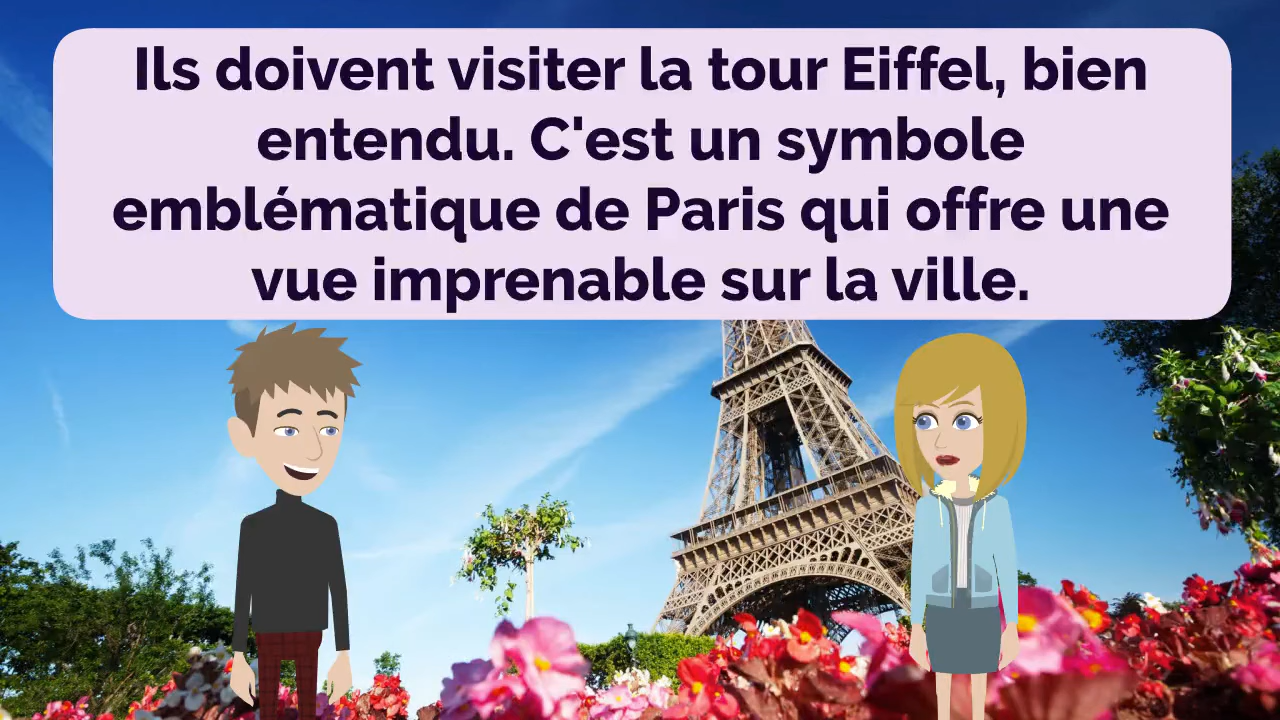 Ils doivent visiter la tour Eiffel, bien
entendu. C'est un symbole
emblématique de Paris qui offre une
vue imprenable sur la ville.